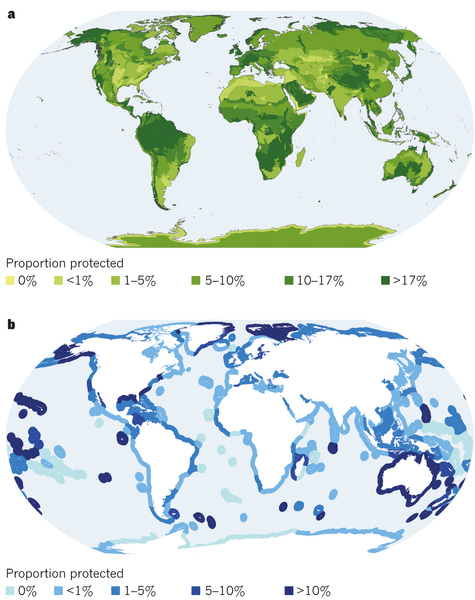 a
Proportion protected
0% <1% 1–5% 5–10% 10–17% >17%
b
Proportion protected
0% <1% 1–5% 5–10% >10%